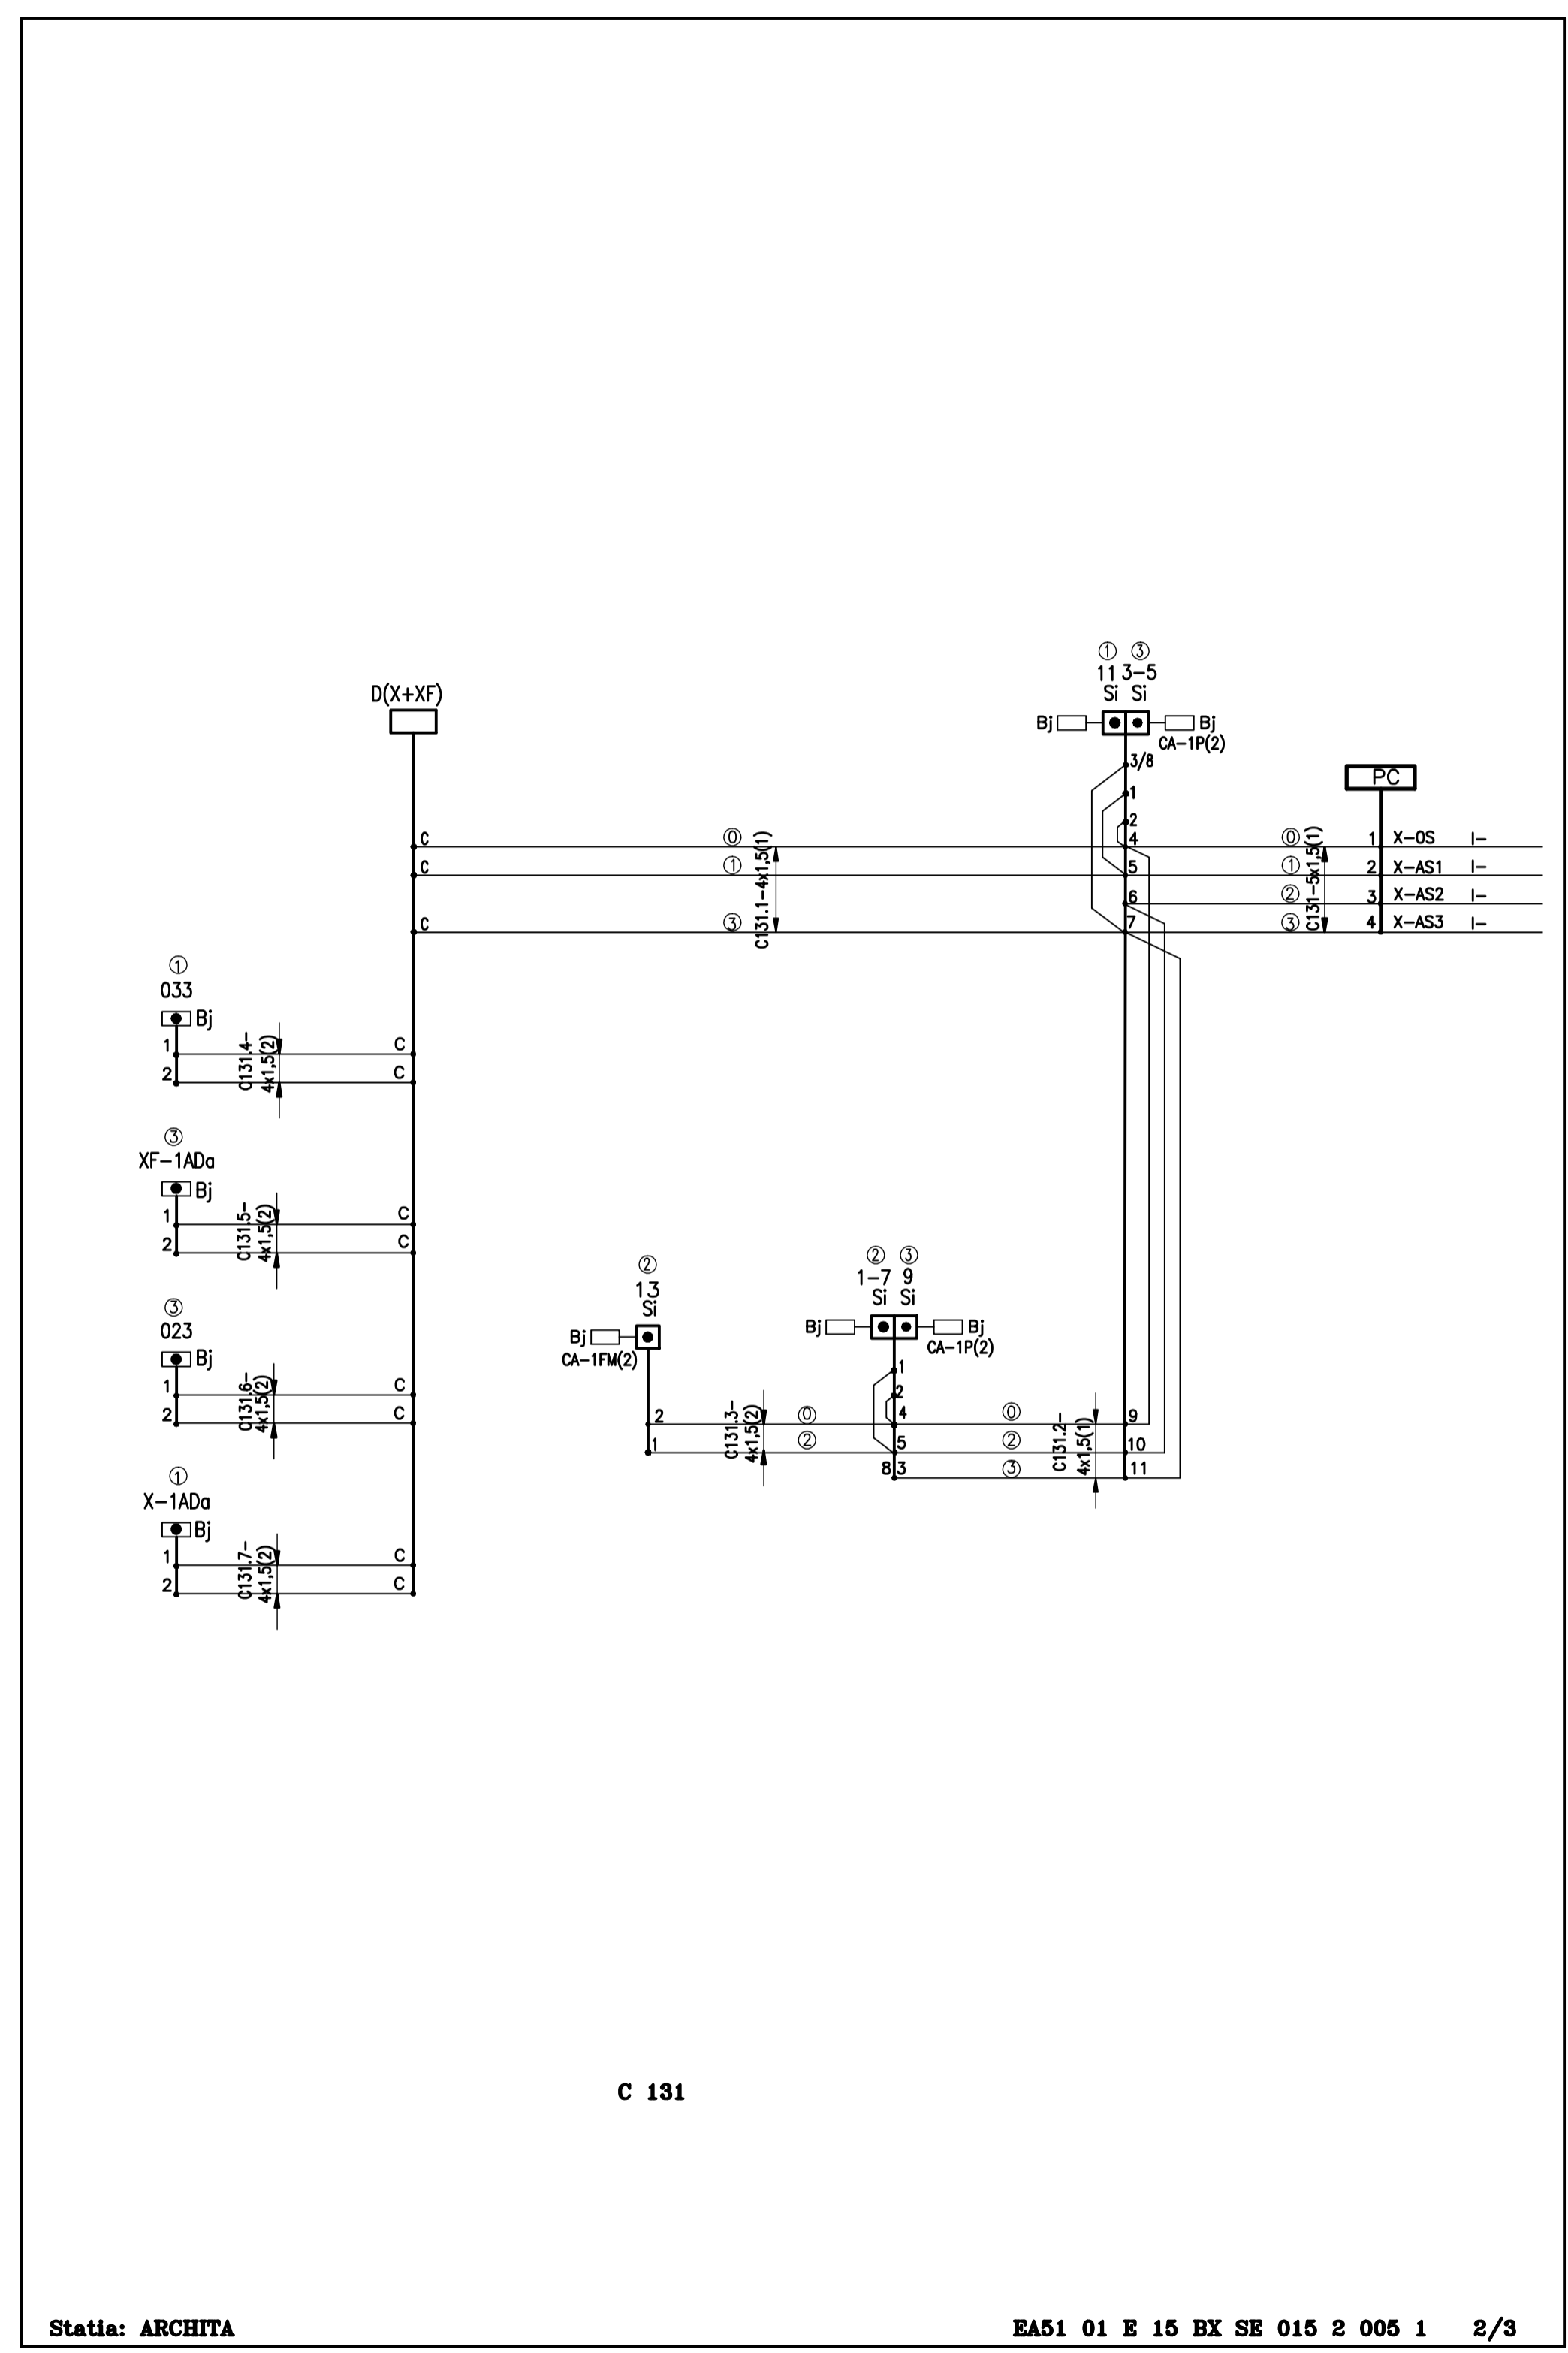 ① ③
11 3-5
Si Si
Bj Bj
CA-1P(2)
D(X+XF)
3/8
1
2
4
5
6
7
PC
C ⓪ ⓪ 1 X-0S I-
C ① ① 2 X-AS1 I-
② 3 X-AS2 I-
C ③ ③ 4 X-AS3 I-
C131.1-4x1,5(1)
C131-5x1,5(1)
①
033
Bj
1 C
2 C
C131.4-
4x1,5(2)
③
XF-1ADa
Bj
1 C
2 C
C131.5-
4x1,5(2)
③
023
Bj
1 C
2 C
C131.6-
4x1,5(2)
①
X-1ADa
Bj
1 C
2 C
C131.7-
4x1,5(2)
②
13
Si
Bj
CA-1FM(2)
② ③
1-7 9
Si Si
Bj Bj
CA-1P(2)
1
2
2 ⓪ 4 ⓪ 9
1 ② 5 ② 10
8 3 ③ 11
C131.3-
4x1,5(2)
C131.2-
4x1,5(1)
C 131
Statia: ARCHITA
EA51 01 E 15 BX SE 015 2 005 1 2/3